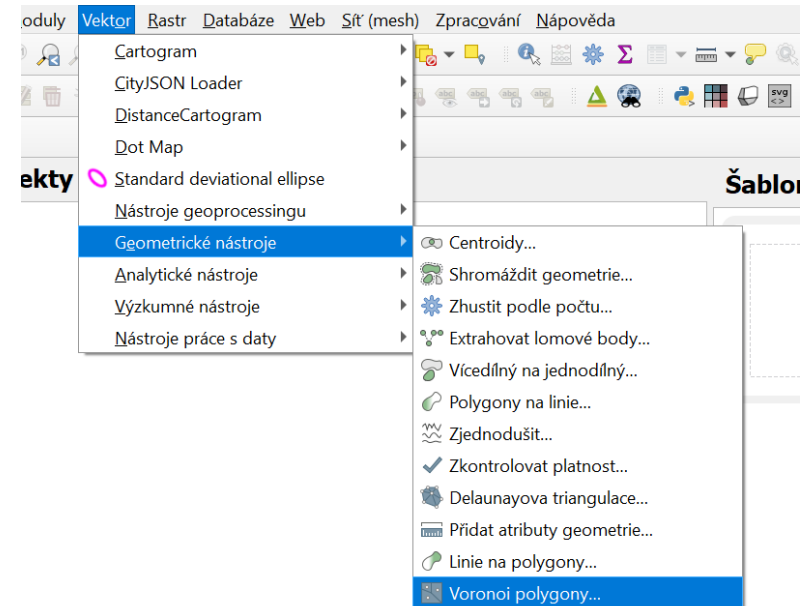 oduly Vektor Rastr Databáze Web Síť (mesh) Zpracování Nápověda
Cartogram
CityJSON Loader
DistanceCartogram
Dot Map
ekty
Standard deviational ellipse
Šablo
Nástroje geoprocessingu
Geometrické nástroje
Centroidy...
Analytické nástroje
Shromáždit geometrie...
Výzkumné nástroje
Zhustit podle počtu...
Nástroje práce s daty
Extrahovat lomové body...
Vícedílný na jednodílný...
Polygony na linie...
Zjednodušit...
Zkontrolovat platnost...
Delaunayova triangulace...
Přidat atributy geometrie...
Linie na polygony...
Voronoi polygony...